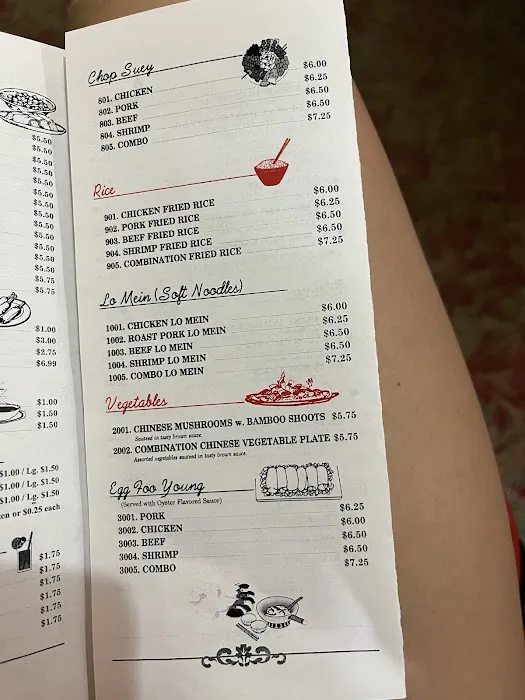 $5.50
$5.50
$5.50
$5.50
$5.50
$5.50
$5.50
$5.50
$5.50
$5.50
$5.50
$5.50
$5.50
$5.75
$5.75
$1.00
$3.00
$2.75
$6.99
$1.00
$1.50
$1.50
$1.00 / Lg. $1.50
$1.00 / Lg. $1.50
$1.00 / Lg. $1.50
en or $0.25 each
$1.75
$1.75
$1.75
$1.75
$1.75
$1.75
Chop Suey
801. CHICKEN $6.00
802. PORK $6.25
803. BEEF $6.50
804. SHRIMP $6.50
805. COMBO $7.25
Rice
901. CHICKEN FRIED RICE $6.00
902. PORK FRIED RICE $6.25
903. BEEF FRIED RICE $6.50
904. SHRIMP FRIED RICE $6.50
905. COMBINATION FRIED RICE $7.25
Lo Mein (Soft Noodles)
1001. CHICKEN LO MEIN $6.00
1002. ROAST PORK LO MEIN $6.25
1003. BEEF LO MEIN $6.50
1004. SHRIMP LO MEIN $6.50
1005. COMBO LO MEIN $7.25
Vegetables
2001. CHINESE MUSHROOMS w. BAMBOO SHOOTS $5.75
Sauteed in tasty brown sauce.
2002. COMBINATION CHINESE VEGETABLE PLATE $5.75
Assorted vegetables sauteed in tasty brown sauce.
Egg Foo Young
(Served with Oyster Flavored Sauce)
3001. PORK $6.25
3002. CHICKEN $6.00
3003. BEEF $6.50
3004. SHRIMP $6.50
3005. COMBO $7.25